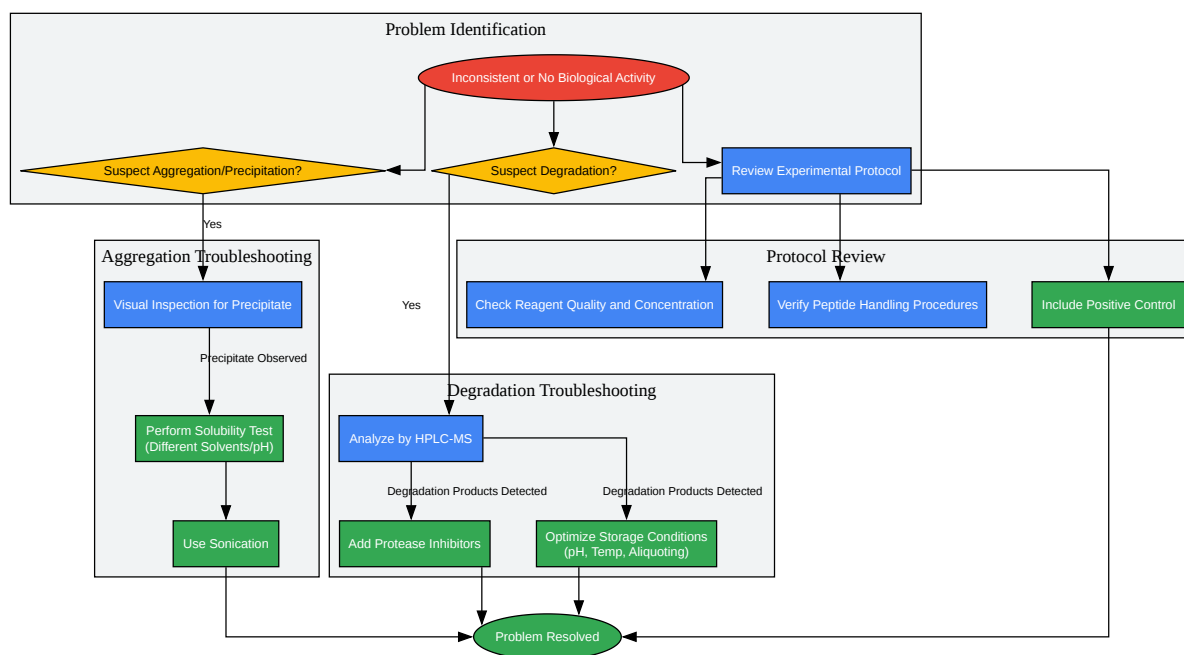 Problem Identification
Inconsistent or No Biological Activity
Suspect Aggregation/Precipitation?
Suspect Degradation?
Review Experimental Protocol
Yes
Aggregation Troubleshooting
Protocol Review
Visual Inspection for Precipitate
Yes
Check Reagent Quality and Concentration
Verify Peptide Handling Procedures
Include Positive Control
Precipitate Observed
Degradation Troubleshooting
Perform Solubility Test
(Different Solvents/pH)
Analyze by HPLC-MS
Degradation Products Detected
Degradation Products Detected
Use Sonication
Add Protease Inhibitors
Optimize Storage Conditions
(pH, Temp, Aliquoting)
Problem Resolved